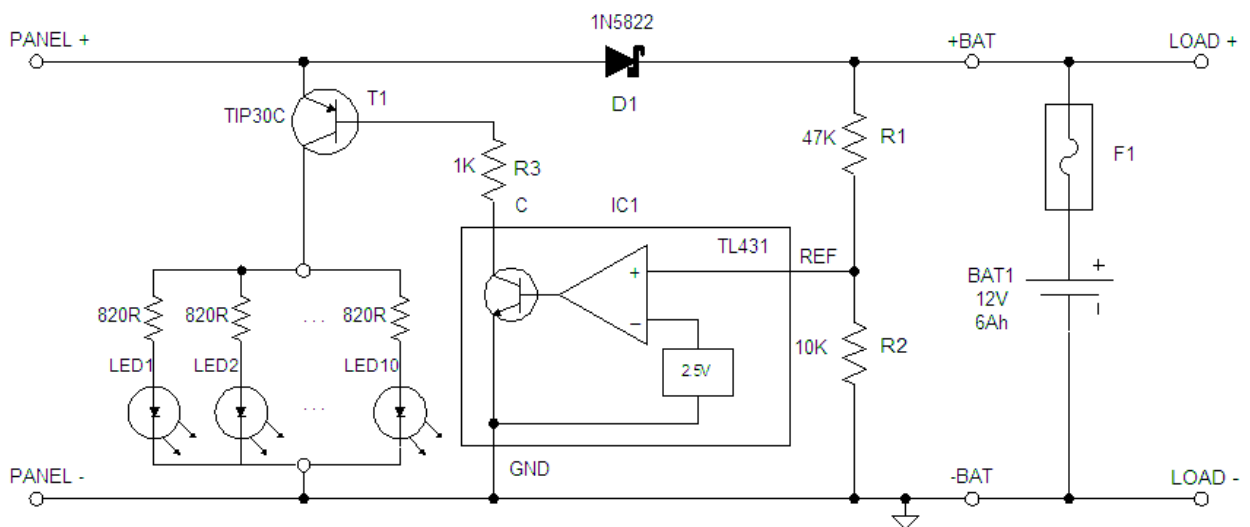 1N5822
PANEL +
+BAT
LOAD +
D1
T1
TIP30C
47K R1
1K R3
F1
C
IC1
TL431
REF
+
BAT1 +
12V
6Ah
−
820R 820R ... 820R
−
10K R2
2.5V
LED1 LED2 LED10
...
GND
PANEL -
-BAT
LOAD -